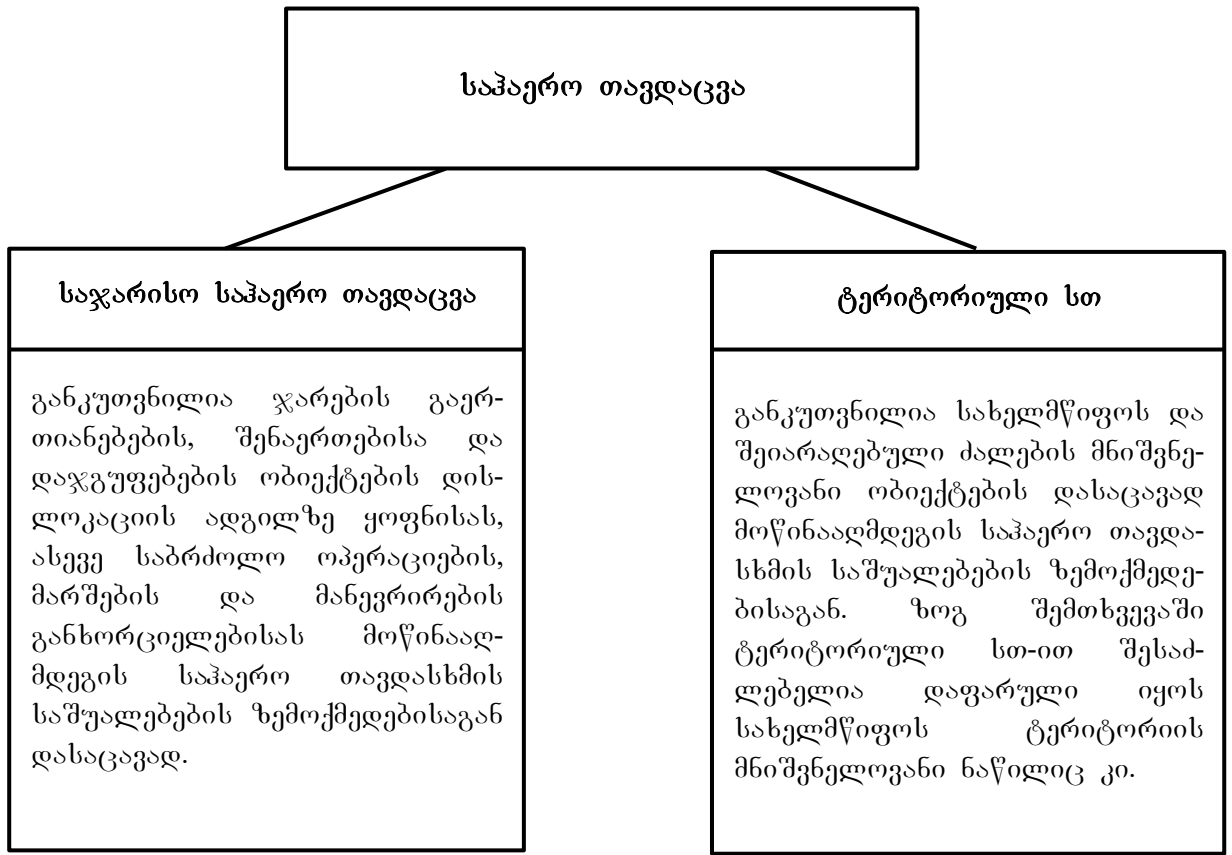 საჰაერო თავდაცვა
საჯარისო საჰაერო თავდაცვა
განკუთვნილია ჯარების გაერ-
თიანებების, შენაერთებისა და
დაჯგუფებების ობიექტების დის-
ლოკაციის ადგილზე ყოფნისას,
ასევე საბრძოლო ოპერაციების,
მარშების და მანევრირების
განხორციელებისას მოწინააღ-
მდეგის საჰაერო თავდასხმის
საშუალებების ზემოქმედებისაგან
დასაცავად.
ტერიტორიული სთ
განკუთვნილია სახელმწიფოს და
შეიარაღებული ძალების მნიშვნე-
ლოვანი ობიექტების დასაცავად
მოწინააღმდეგის საჰაერო თავდა-
სხმის საშუალებების ზემოქმედე-
ბისაგან. ზოგ შემთხვევაში
ტერიტორიული სთ-ით შესაძ-
ლებელია დაფარული იყოს
სახელმწიფოს ტერიტორიის
მნიშვნელოვანი ნაწილიც კი.